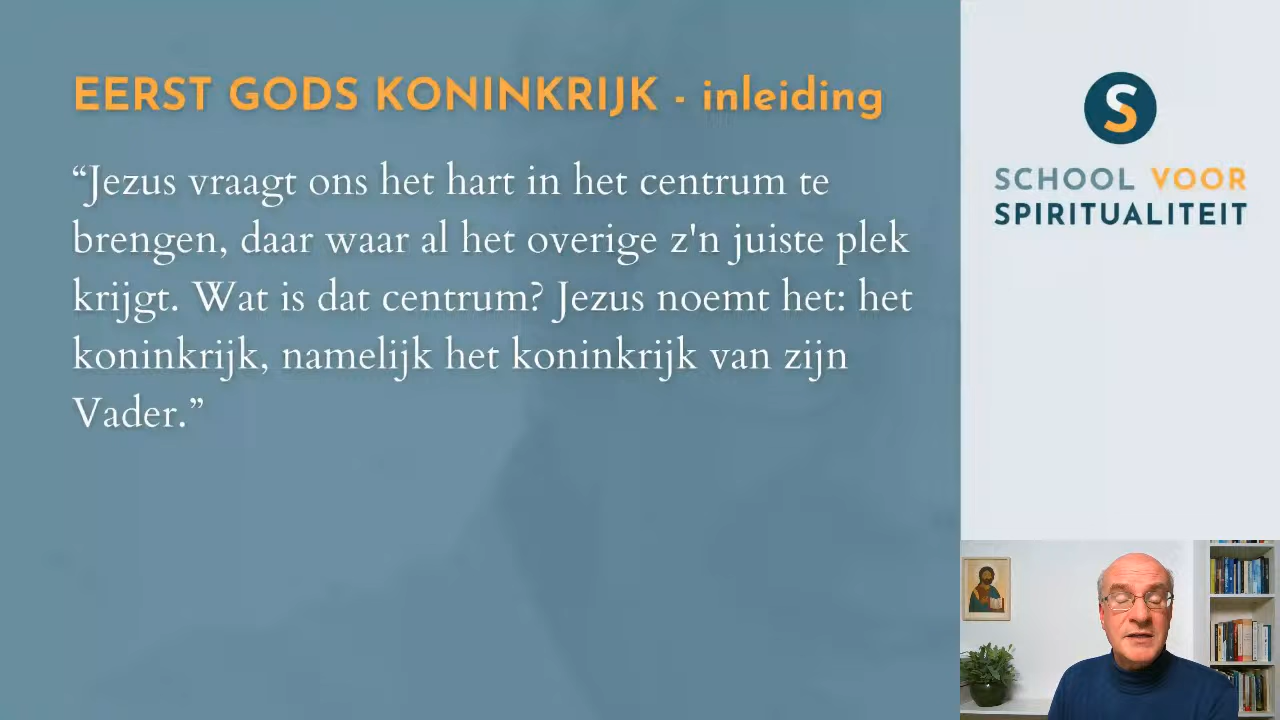 EERST GODS KONINKRIJK - inleiding
“Jezus vraagt ons het hart in het centrum te
brengen, daar waar al het overige z'n juiste plek
krijgt. Wat is dat centrum? Jezus noemt het: het
koninkrijk, namelijk het koninkrijk van zijn
Vader.”
S
SCHOOL VOOR
SPIRITUALITEIT